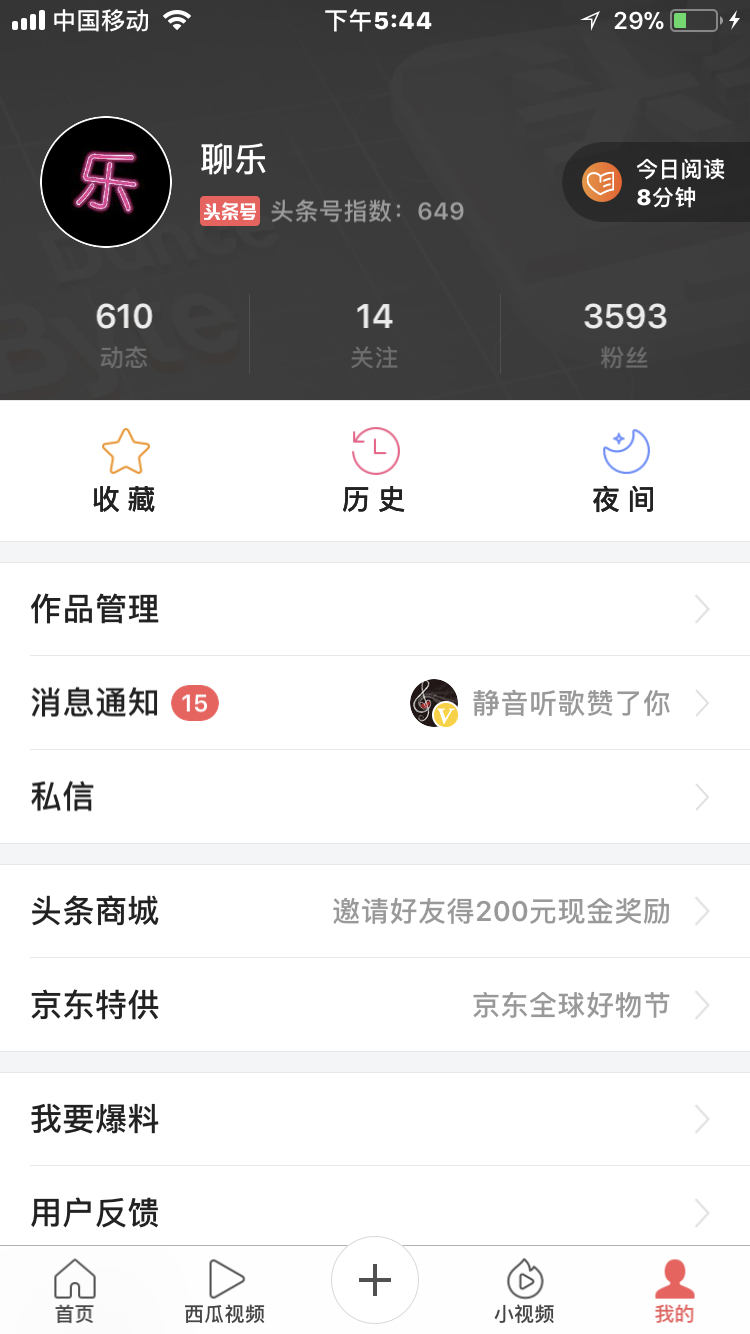 中国移动 下午5:44 29%
乐
聊乐
头条号 头条号指数：649
今日阅读
8分钟
610 14 3593
动态 关注 粉丝
收藏 历史 夜间
作品管理
消息通知 15 静音听歌赞了你
私信
头条商城 邀请好友得200元现金奖励
京东特供 京东全球好物节
我要爆料
用户反馈
首页 西瓜视频 小视频 我的